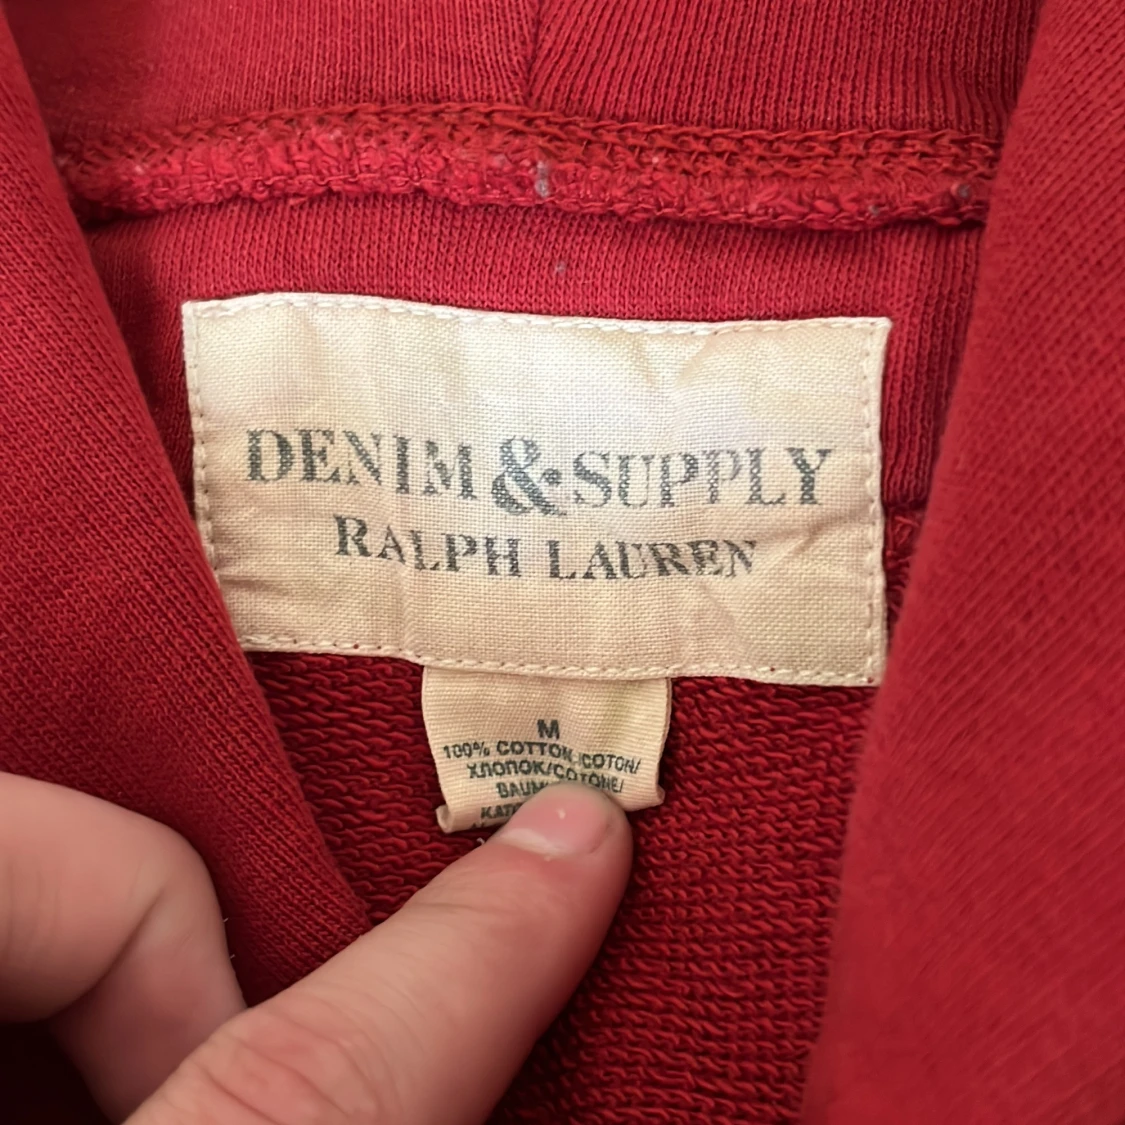 DENIM & SUPPLY
RALPH LAUREN
M
100% COTTON/COTON/
ХЛОПОК/COTONE/